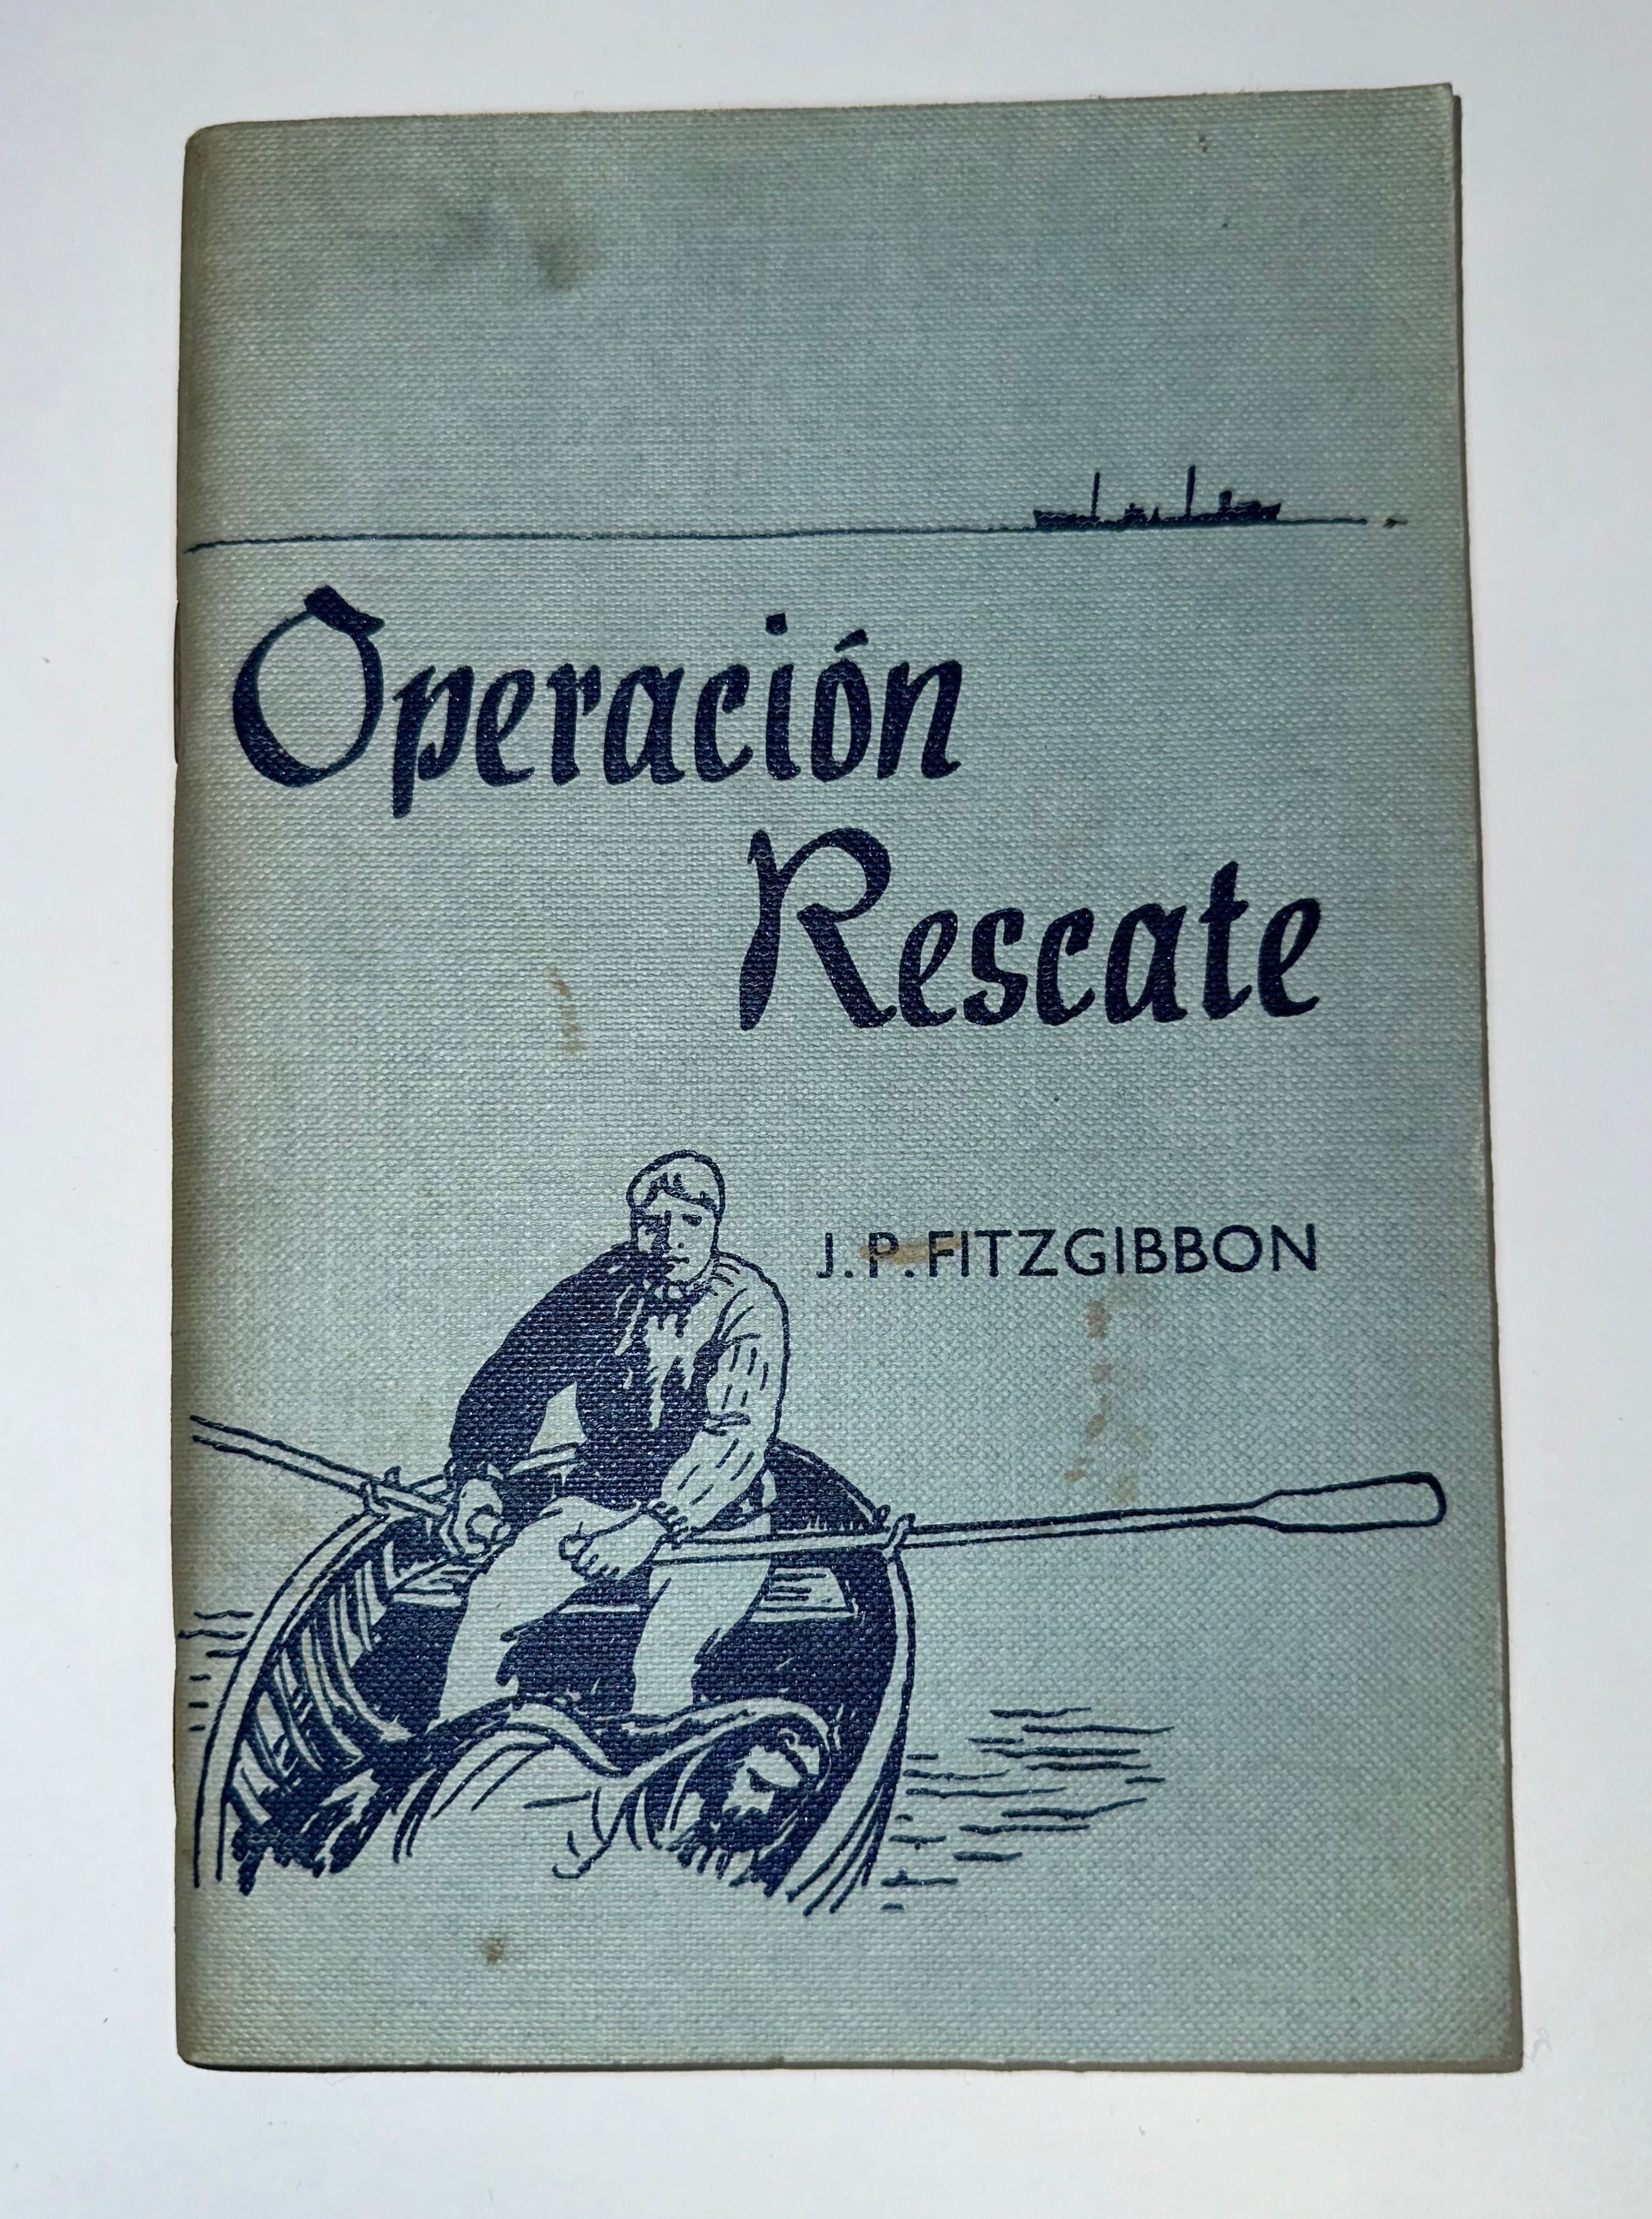 Operación
Rescate
J. P. FITZGIBBON